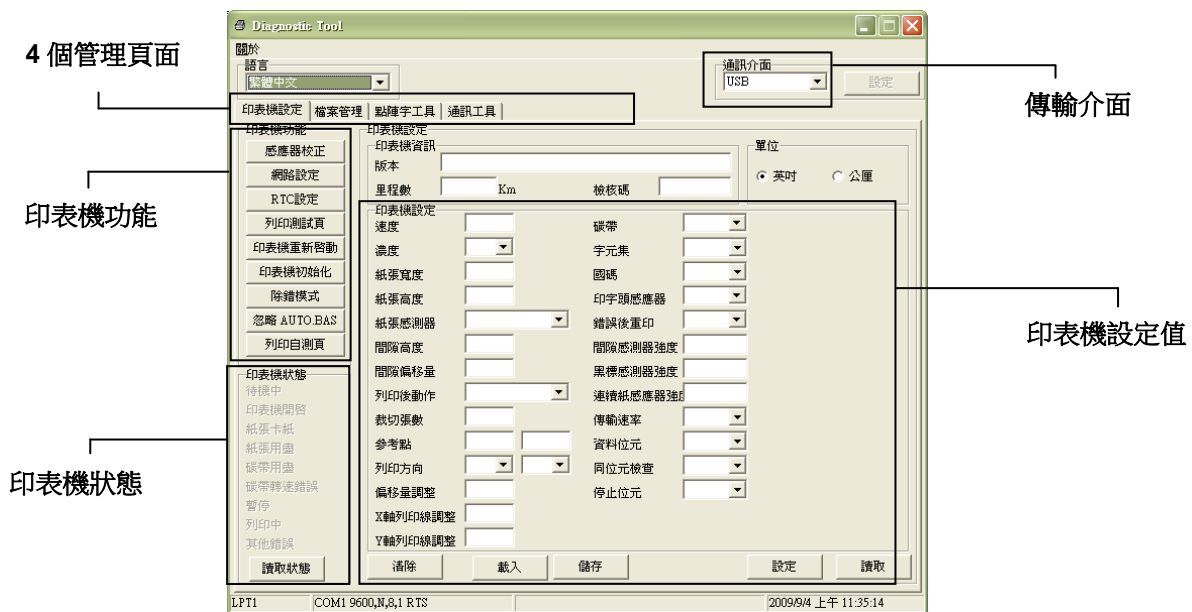 Diagnostic Tool
關於
4 個管理頁面
語言
繁體中文
通訊介面
USB
設定
傳輸介面
印表機設定 檔案管理 點陣字工具 通訊工具
印表機功能
感應器校正
網路設定
RTC設定
列印測試頁
印表機重新啟動
印表機初始化
除錯模式
忽略 AUTO.BAS
列印自測頁
印表機功能
印表機設定
印表機資訊
版本
里程數 Km 檢核碼
單位
英吋 公厘
印表機設定
速度 碳帶
濃度 字元集
紙張寬度 國碼
紙張高度 印字頭感應器
紙張感測器 錯誤後重印
間隙高度 間隙感測器強度
間隙偏移量 黑標感測器強度
列印後動作 連續紙感應器強度
裁切張數 傳輸速率
參考點 資料位元
列印方向 同位元檢查
偏移量調整 停止位元
X軸列印線調整
Y軸列印線調整
清除 載入 儲存 設定 讀取
印表機設定值
印表機狀態
待機中
印表機開啓
紙張卡紙
紙張用盡
碳帶用盡
碳帶轉速錯誤
暫停
列印中
其他錯誤
讀取狀態
印表機狀態
LPT1 COM1 9600,N,8,1 RTS 2009/9/4 上午 11:35:14